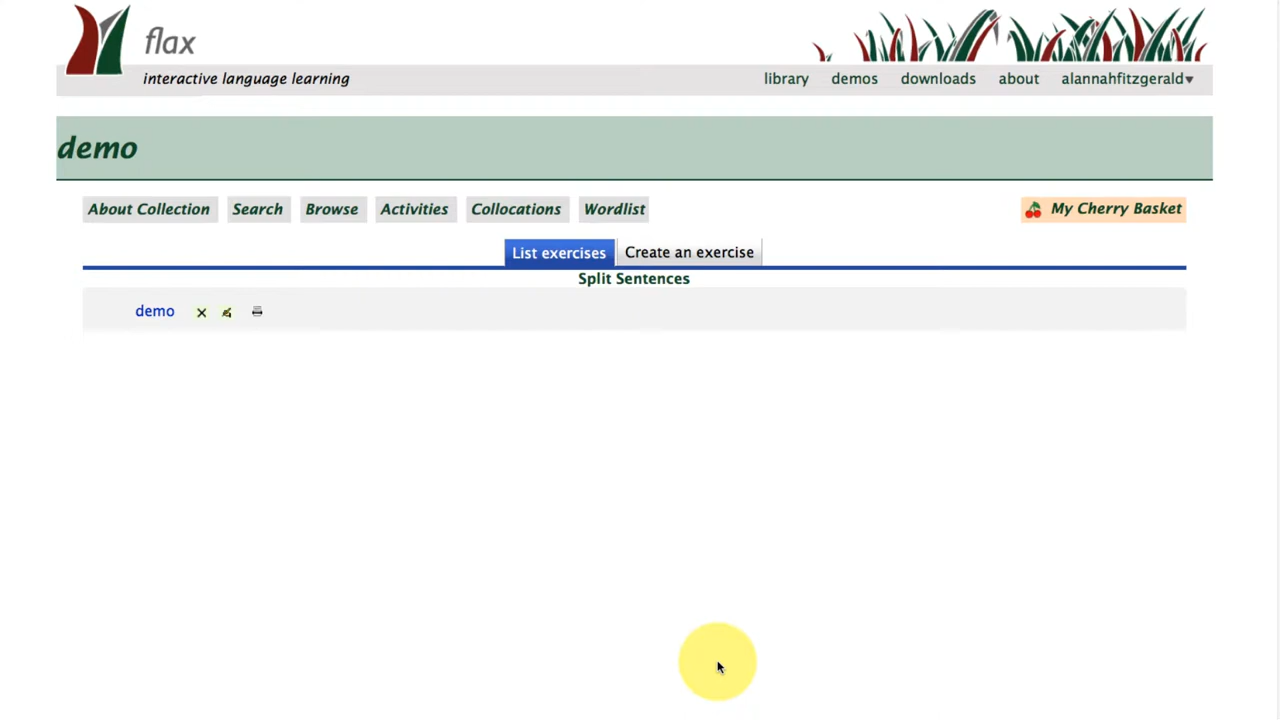 flax
interactive language learning
library demos downloads about alannahfitzgerald▾
demo
About Collection Search Browse Activities Collocations Wordlist My Cherry Basket
List exercises Create an exercise
Split Sentences
demo